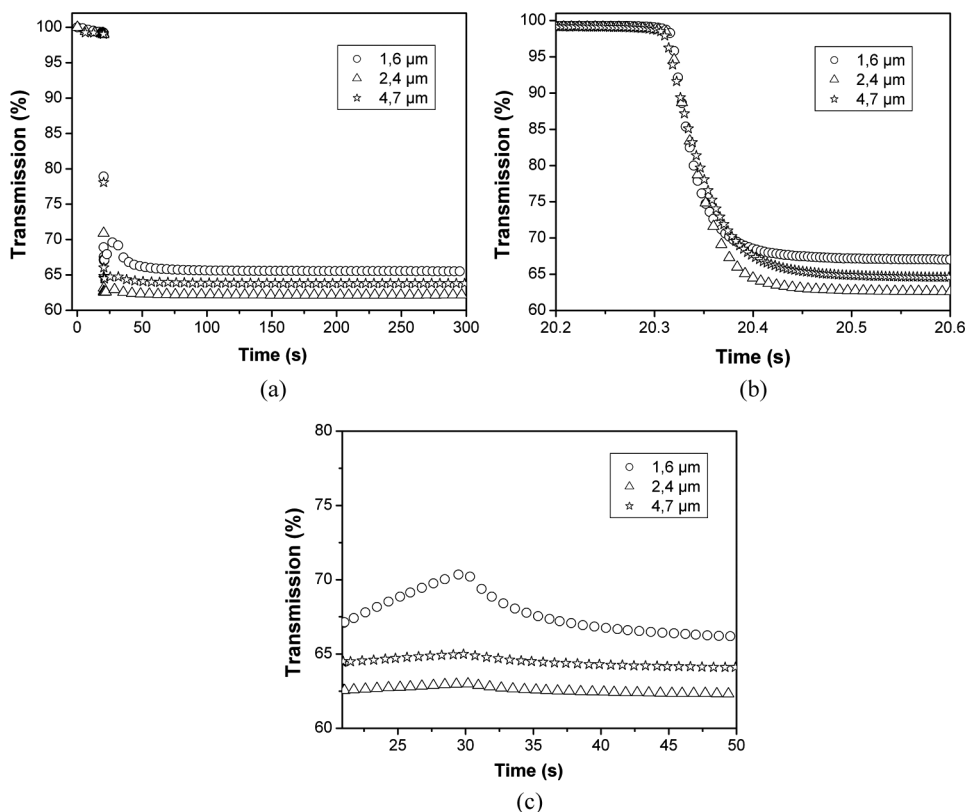 100
95
90
85
80
75
70
65
60
0
50
100
150
200
250
300
Transmission (%)
Time (s)
1,6 µm
2,4 µm
4,7 µm
(a)
100
95
90
85
80
75
70
65
60
20.2
20.3
20.4
20.5
20.6
Transmission (%)
Time (s)
1,6 µm
2,4 µm
4,7 µm
(b)
80
75
70
65
60
25
30
35
40
45
50
Transmission (%)
Time (s)
1,6 µm
2,4 µm
4,7 µm
(c)